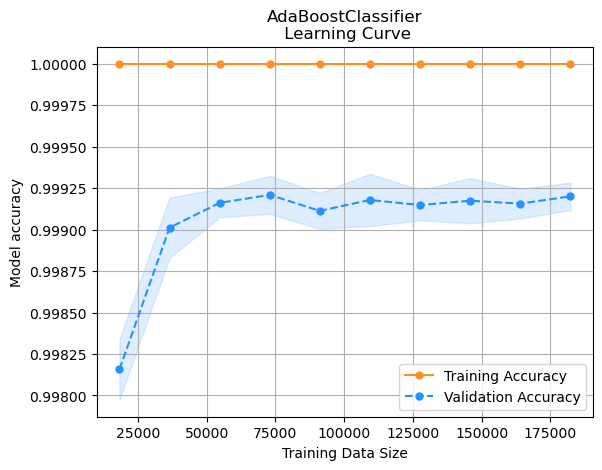 AdaBoostClassifier
Learning Curve
Model accuracy
1.00000
0.99975
0.99950
0.99925
0.99900
0.99875
0.99850
0.99825
0.99800
Training Accuracy
Validation Accuracy
25000 50000 75000 100000 125000 150000 175000
Training Data Size